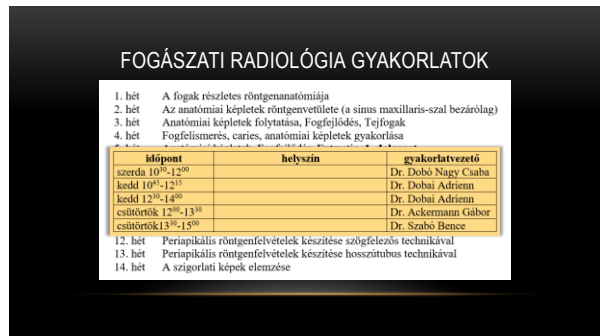 FOGÁSZATI RADIOLÓGIA GYAKORLATOK
1. hét A fogak részletes röntgenanatómiája
2. hét Az anatómiai képletek röntgenvetülete (a sinus maxillaris-szal bezárólag)
3. hét Anatómiai képletek folytatása, Fogfejlődés, Tejfogak
4. hét Fogfelismerés, caries, anatómiai képletek gyakorlása
időpont helyszín gyakorlatvezető
szerda 10³⁰-12⁰⁰ Dr. Dobó Nagy Csaba
kedd 10⁴⁵-12¹⁵ Dr. Dobai Adrienn
kedd 12³⁰-14⁰⁰ Dr. Dobai Adrienn
csütörtök 12⁰⁰-13³⁰ Dr. Ackermann Gábor
csütörtök13³⁰-15⁰⁰ Dr. Szabó Bence
12. hét Periapikális röntgenfelvételek készítése szögfelezős technikával
13. hét Periapikális röntgenfelvételek készítése hosszútubus technikával
14. hét A szigorlati képek elemzése